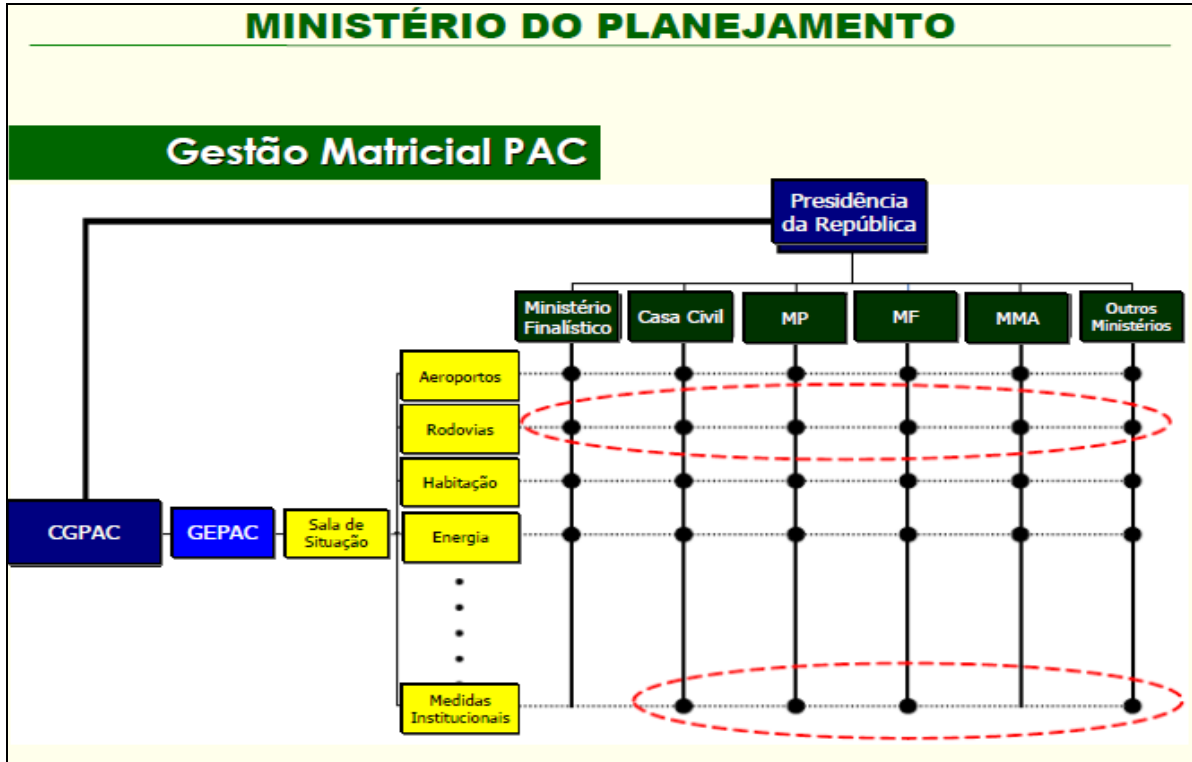 MINISTÉRIO DO PLANEJAMENTO
Gestão Matricial PAC
Presidência
da República
Ministério
Finalístico
Casa Civil
MP
MF
MMA
Outros
Ministérios
Aeroportos
Rodovias
Habitação
CGPAC
GEPAC
Sala de
Situação
Energia
Medidas
Institucionais